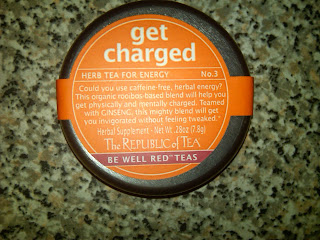 get
charged
HERB TEA FOR ENERGY No.3
Could you use caffeine-free, herbal energy?
This organic rooibos-based blend will help you
get physically and mentally charged. Teamed
with GINSENG, this mighty blend will get
you invigorated without feeling tweaked.*
Herbal Supplement - Net Wt .28oz (7.8g)
The REPUBLIC of TEA
BE WELL RED™ TEAS